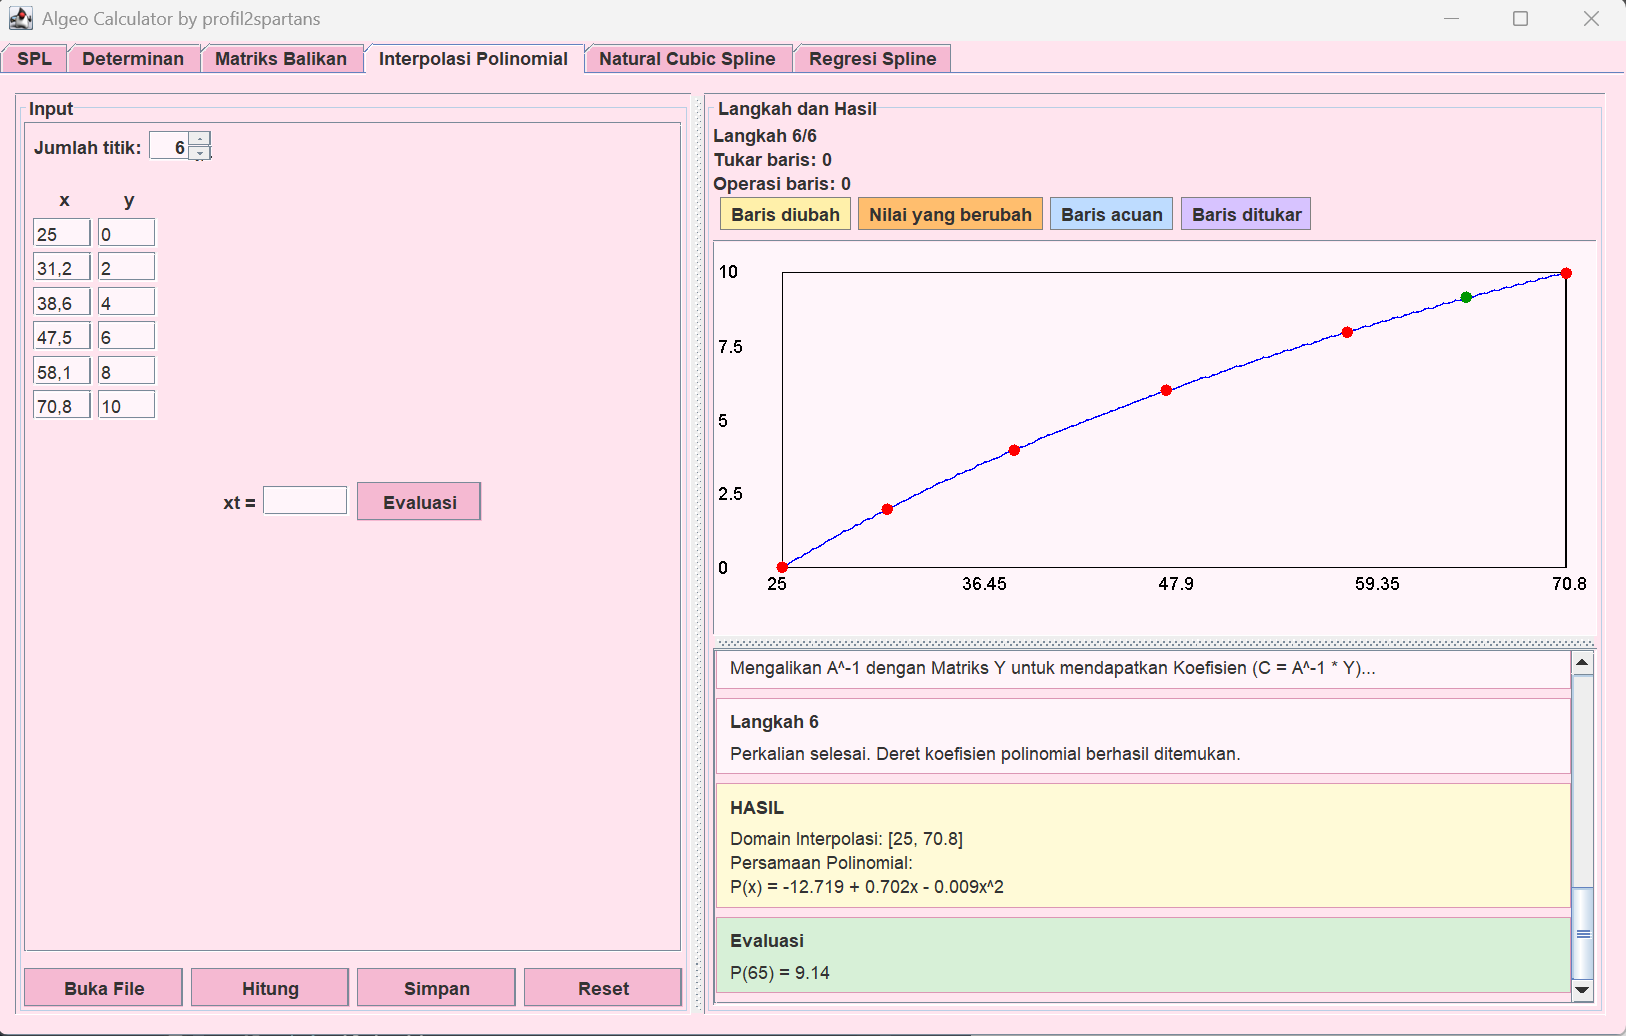 Algeo Calculator by profil2spartans
SPL Determinan Matriks Balikan Interpolasi Polinomial Natural Cubic Spline Regresi Spline
Input
Jumlah titik: 6
x y
25 0
31,2 2
38,6 4
47,5 6
58,1 8
70,8 10
xt = Evaluasi
Buka File Hitung Simpan Reset
Langkah dan Hasil
Langkah 6/6
Tukar baris: 0
Operasi baris: 0
Baris diubah Nilai yang berubah Baris acuan Baris ditukar
10
7.5
5
2.5
0
25 36.45 47.9 59.35 70.8
Mengalikan A^-1 dengan Matriks Y untuk mendapatkan Koefisien (C = A^-1 * Y)...
Langkah 6
Perkalian selesai. Deret koefisien polinomial berhasil ditemukan.
HASIL
Domain Interpolasi: [25, 70.8]
Persamaan Polinomial:
P(x) = -12.719 + 0.702x - 0.009x^2
Evaluasi
P(65) = 9.14